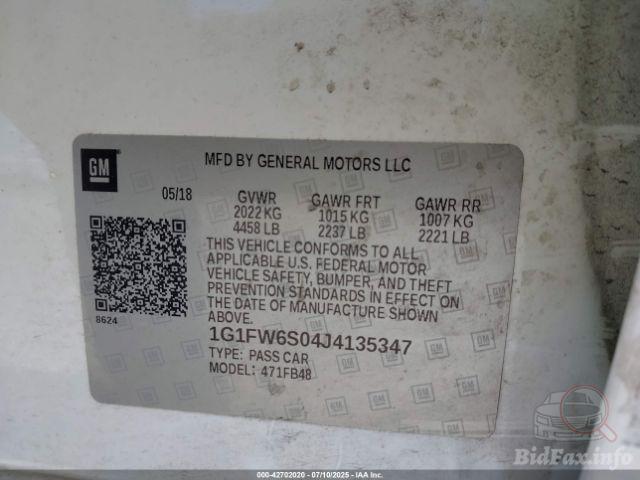 GM
MFD BY GENERAL MOTORS LLC
05/18
GVWR GAWR FRT GAWR RR
2022 KG 1015 KG 1007 KG
4458 LB 2237 LB 2221 LB
THIS VEHICLE CONFORMS TO ALL
APPLICABLE U.S. FEDERAL MOTOR
VEHICLE SAFETY, BUMPER, AND THEFT
PREVENTION STANDARDS IN EFFECT ON
THE DATE OF MANUFACTURE SHOWN
ABOVE.
8624
1G1FW6S04J4135347
TYPE: PASS CAR
MODEL: 471FB48
BidFax.info
000-42702020 - 07/10/2025 - IAA Inc.